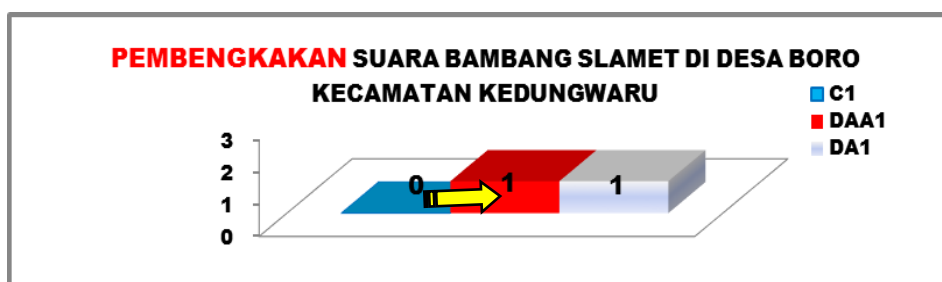 PEMBENGKAKAN SUARA BAMBANG SLAMET DI DESA BORO
KECAMATAN KEDUNGWARU
C1
DAA1
DA1
3
2
1
0
0
1
1